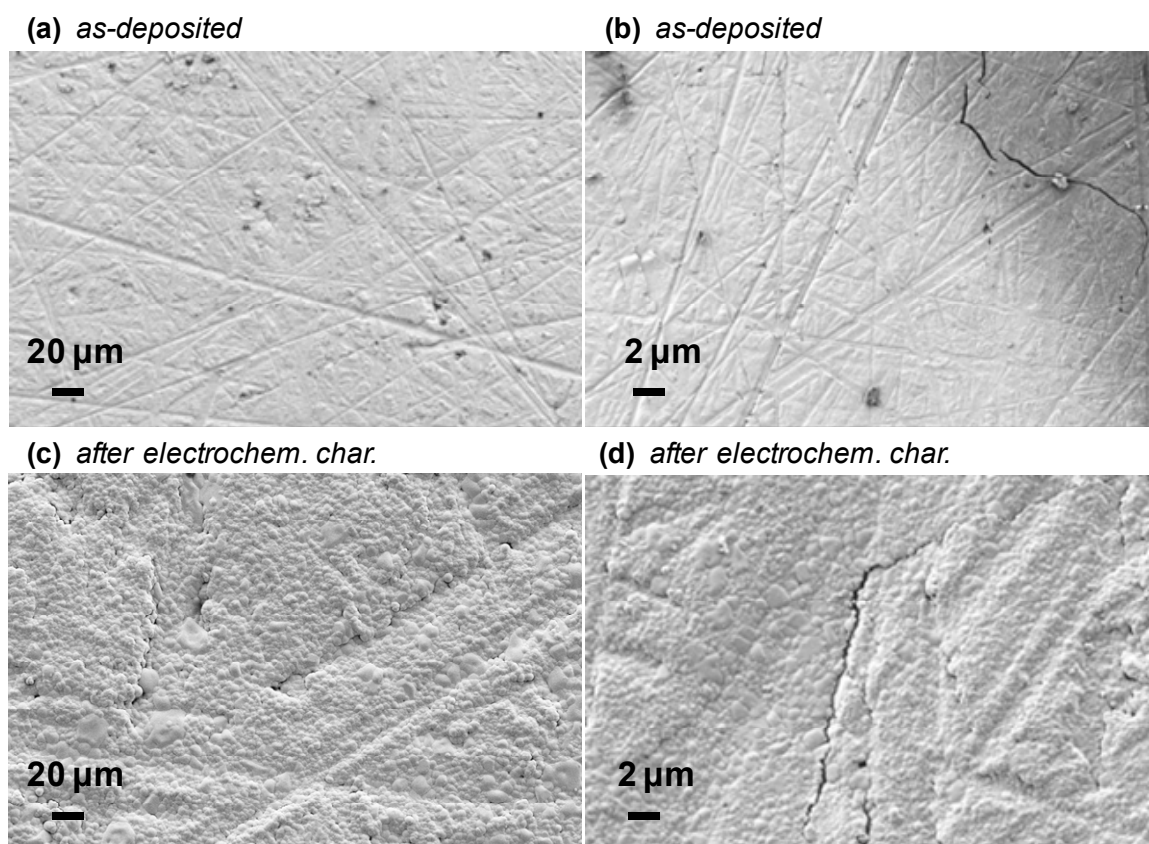 (a) as-deposited
(b) as-deposited
20 µm
2 µm
(c) after electrochem. char.
(d) after electrochem. char.
20 µm
2 µm